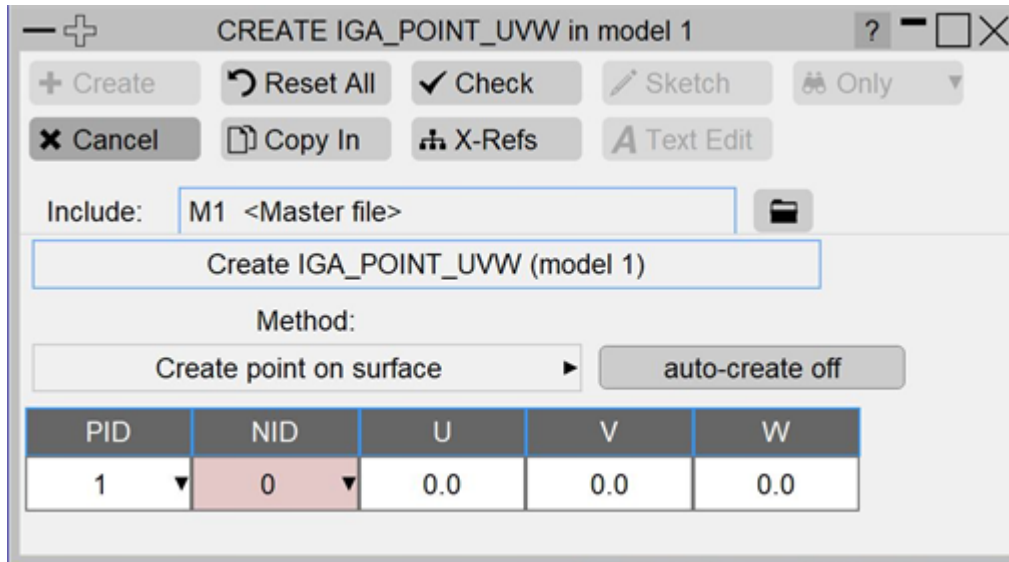 CREATE IGA_POINT_UVW in model 1 ?
Create Reset All Check Sketch Only
Cancel Copy In X-Refs A Text Edit
Include: M1 <Master file>
Create IGA_POINT_UVW (model 1)
Method:
Create point on surface auto-create off
PID NID U V W
1 0 0.0 0.0 0.0